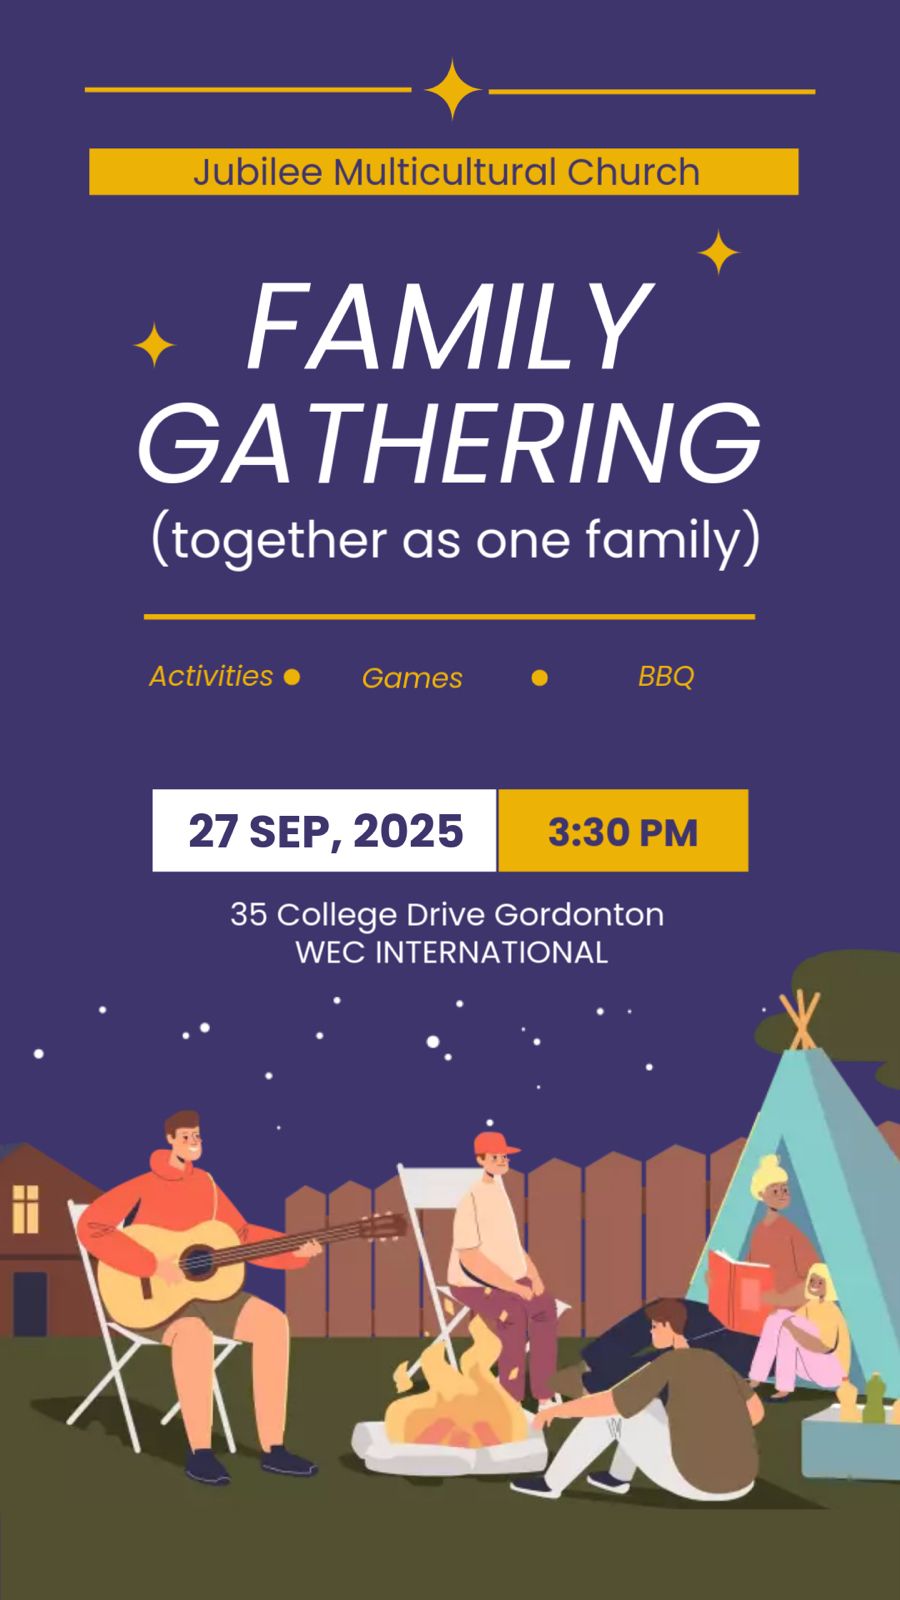 Jubilee Multicultural Church
FAMILY
GATHERING
(together as one family)
Activities ● Games ● BBQ
27 SEP, 2025 3:30 PM
35 College Drive Gordonton
WEC INTERNATIONAL